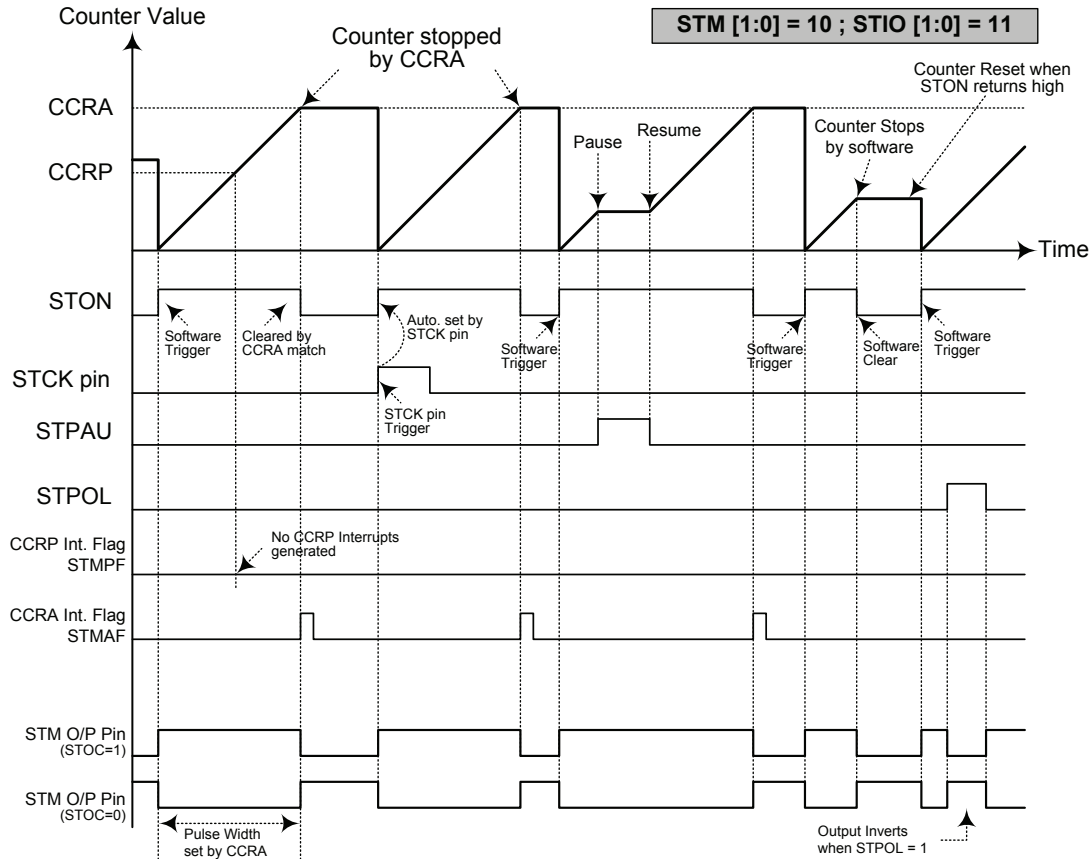 Counter Value
STM [1:0] = 10 ; STIO [1:0] = 11
Counter stopped
by CCRA
Counter Reset when
STON returns high
CCRA
Pause
Resume
Counter Stops
by software
CCRP
Time
STON
Software
Trigger
Cleared by
CCRA match
Auto. set by
STCK pin
Software
Trigger
Software
Trigger
Software
Clear
Software
Trigger
STCK pin
STCK pin
Trigger
STPAU
STPOL
CCRP Int. Flag
STMPF
No CCRP Interrupts
generated
CCRA Int. Flag
STMAF
STM O/P Pin
(STOC=1)
STM O/P Pin
(STOC=0)
Pulse Width
set by CCRA
Output Inverts
when STPOL = 1